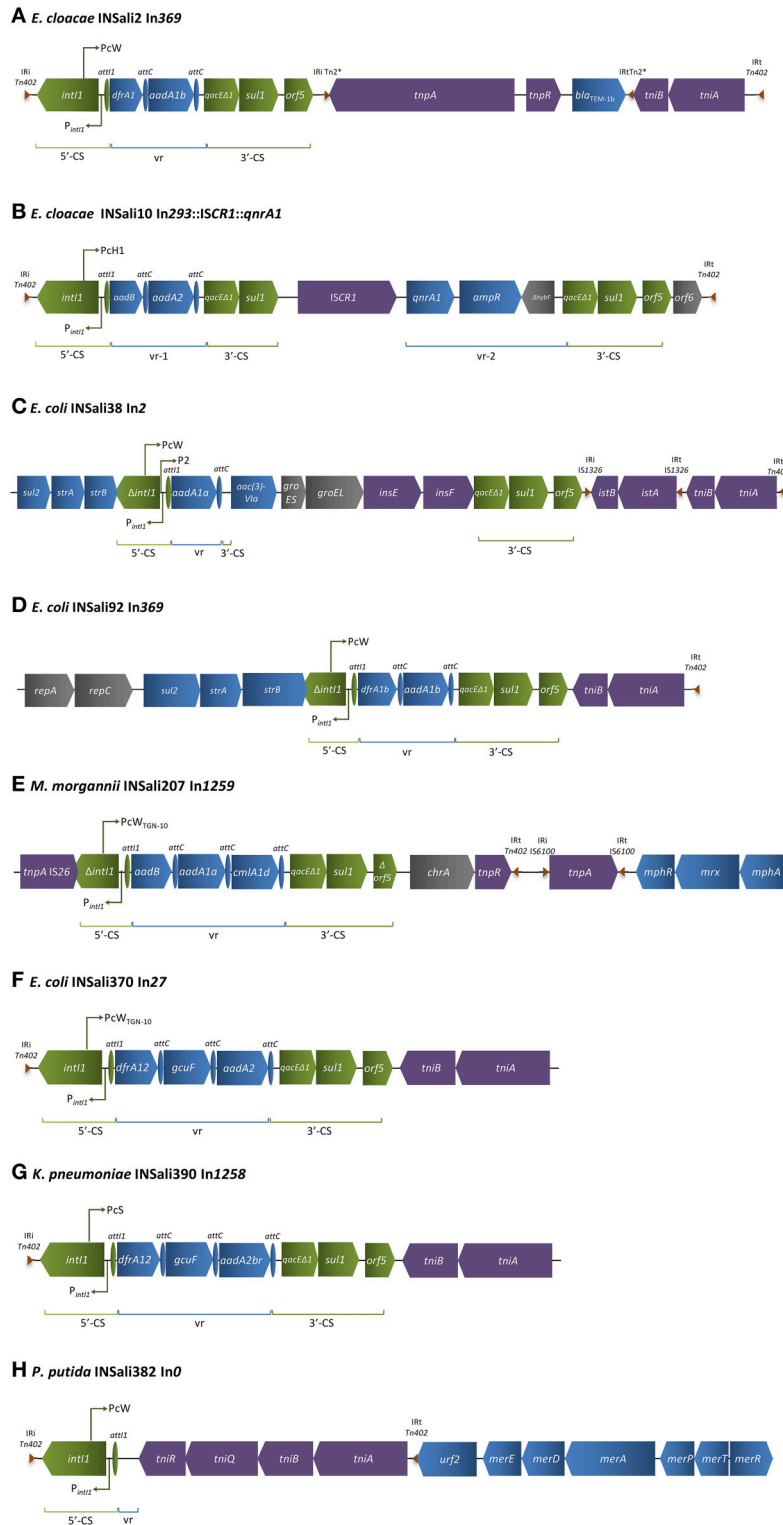 A E. cloacae INSali2 In369
PcW
IRi Tn402 attI1 attC attC IRi Tn2* IRtTn2* IRt Tn402
intI1 dfrA1 aadA1b qacEΔ1 sul1 orf5 tnpA tnpR blaTEM-1b tniB tniA
PintI1
5′-CS vr 3′-CS
B E. cloacae INSali10 In293::ISCR1::qnrA1
PcH1
IRi Tn402 attI1 attC attC IRt Tn402
intI1 aadB aadA2 qacEΔ1 sul1 ISCR1 qnrA1 ampR ΔhybF qacEΔ1 sul1 orf5 orf6
PintI1
5′-CS vr-1 3′-CS vr-2 3′-CS
C E. coli INSali38 In2
PcW
P2
attI1 attC IRi IS1326 IRt IS1326 IRt Tn40
sul2 strA strB ΔintI1 aadA1a aac(3)-VIa gro ES groEL insE insF qacEΔ1 sul1 orf5 istB istA tniB tniA
PintI1
5′-CS vr 3′-CS 3′-CS
D E. coli INSali92 In369
PcW
attI1 attC attC IRt Tn402
repA repC sul2 strA strB ΔintI1 dfrA1b aadA1b qacEΔ1 sul1 orf5 tniB tniA
PintI1
5′-CS vr 3′-CS
E M. morgannii INSali207 In1259
PcWTGN-10
attI1 attC attC attC IRt Tn402 IRi IS6100 IRt IS6100
tnpA IS26 ΔintI1 aadB aadA1a cmlA1d qacEΔ1 sul1 Δ orf5 chrA tnpR tnpA mphR mrx mphA
PintI1
5′-CS vr 3′-CS
F E. coli INSali370 In27
PcWTGN-10
IRi Tn402 attI1 attC attC attC
intI1 dfrA12 gcuF aadA2 qacEΔ1 sul1 orf5 tniB tniA
PintI1
5′-CS vr 3′-CS
G K. pneumoniae INSali390 In1258
PcS
IRi Tn402 attI1 attC attC attC
intI1 dfrA12 gcuF aadA2br qacEΔ1 sul1 orf5 tniB tniA
PintI1
5′-CS vr 3′-CS
H P. putida INSali382 In0
PcW
IRi Tn402 attI1 IRt Tn402
intI1 tniR tniQ tniB tniA urf2 merE merD merA merP merT merR
PintI1
5′-CS vr